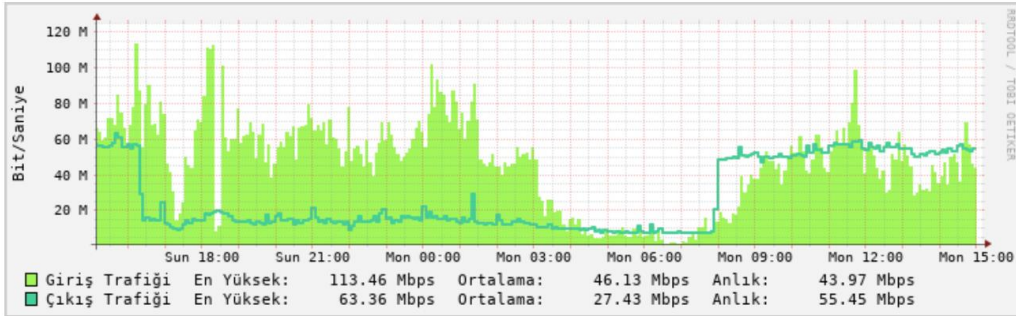 RRDTOOL / TOBI OETIKER
Bit/Saniye
120 M
100 M
80 M
60 M
40 M
20 M
Sun 18:00 Sun 21:00 Mon 00:00 Mon 03:00 Mon 06:00 Mon 09:00 Mon 12:00 Mon 15:00
Giriş Trafiği En Yüksek: 113.46 Mbps Ortalama: 46.13 Mbps Anlık: 43.97 Mbps
Çıkış Trafiği En Yüksek: 63.36 Mbps Ortalama: 27.43 Mbps Anlık: 55.45 Mbps